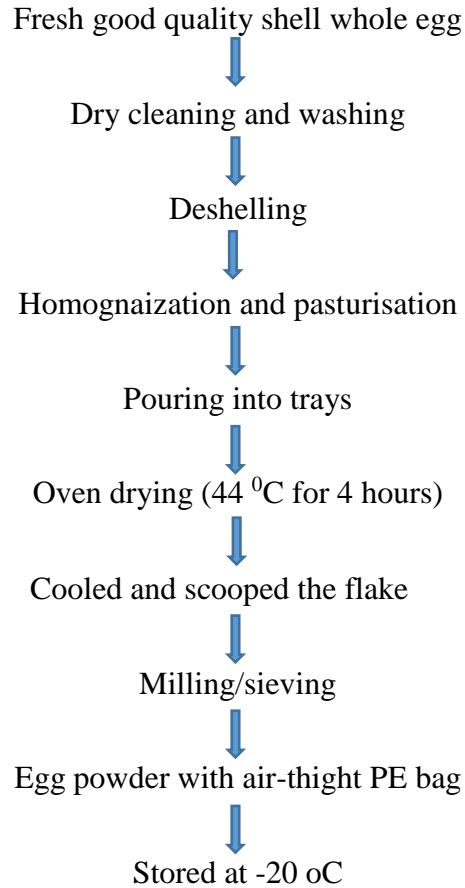 Fresh good quality shell whole egg
Dry cleaning and washing
Deshelling
Homognaization and pasturisation
Pouring into trays
Oven drying (44 ⁰C for 4 hours)
Cooled and scooped the flake
Milling/sieving
Egg powder with air-thight PE bag
Stored at -20 oC